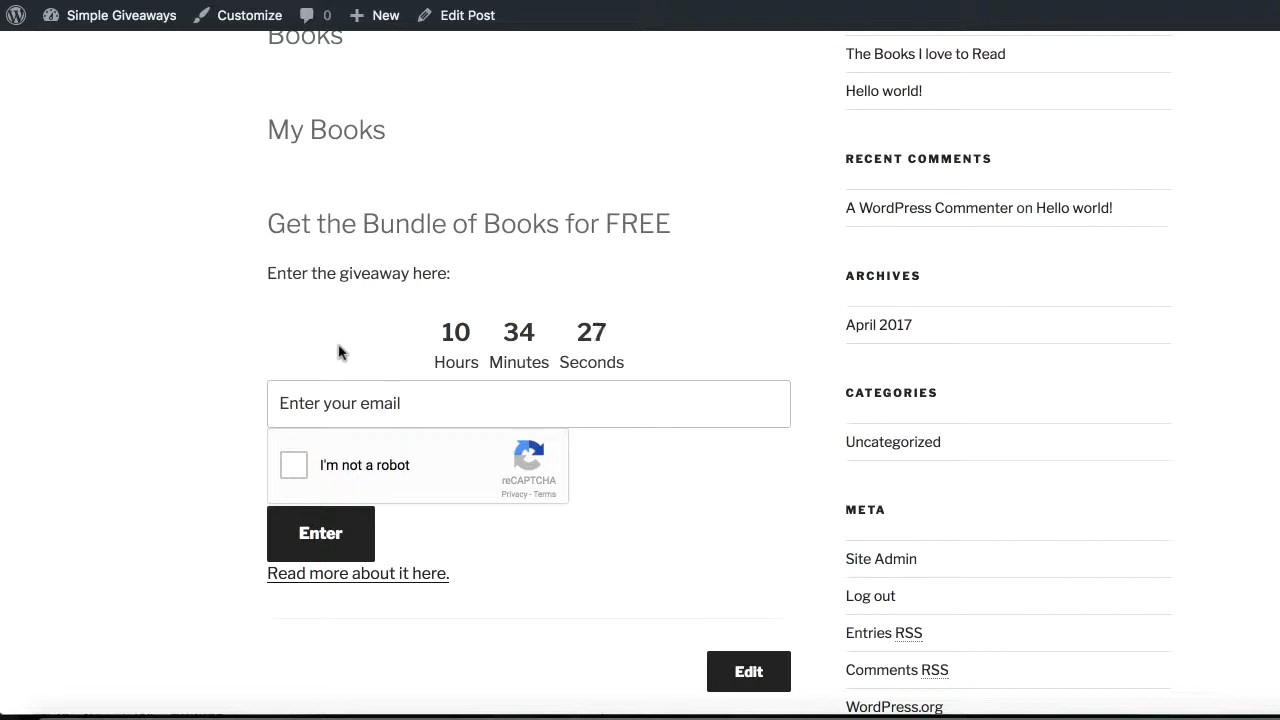 Simple Giveaways Customize 0 New Edit Post
Books
My Books
Get the Bundle of Books for FREE
Enter the giveaway here:
10 34 27
Hours Minutes Seconds
Enter your email
I'm not a robot
reCAPTCHA
Privacy - Terms
Enter
Read more about it here.
Edit
The Books I love to Read
Hello world!
RECENT COMMENTS
A WordPress Commenter on Hello world!
ARCHIVES
April 2017
CATEGORIES
Uncategorized
META
Site Admin
Log out
Entries RSS
Comments RSS
WordPress.org